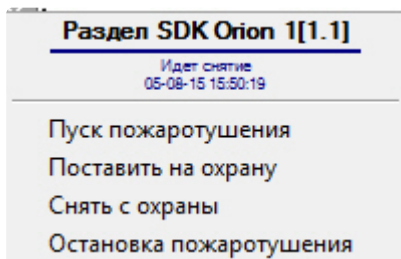 Раздел SDK Orion 1[1.1]
Идет снятие
05-08-15 15:50:19
Пуск пожаротушения
Поставить на охрану
Снять с охраны
Остановка пожаротушения